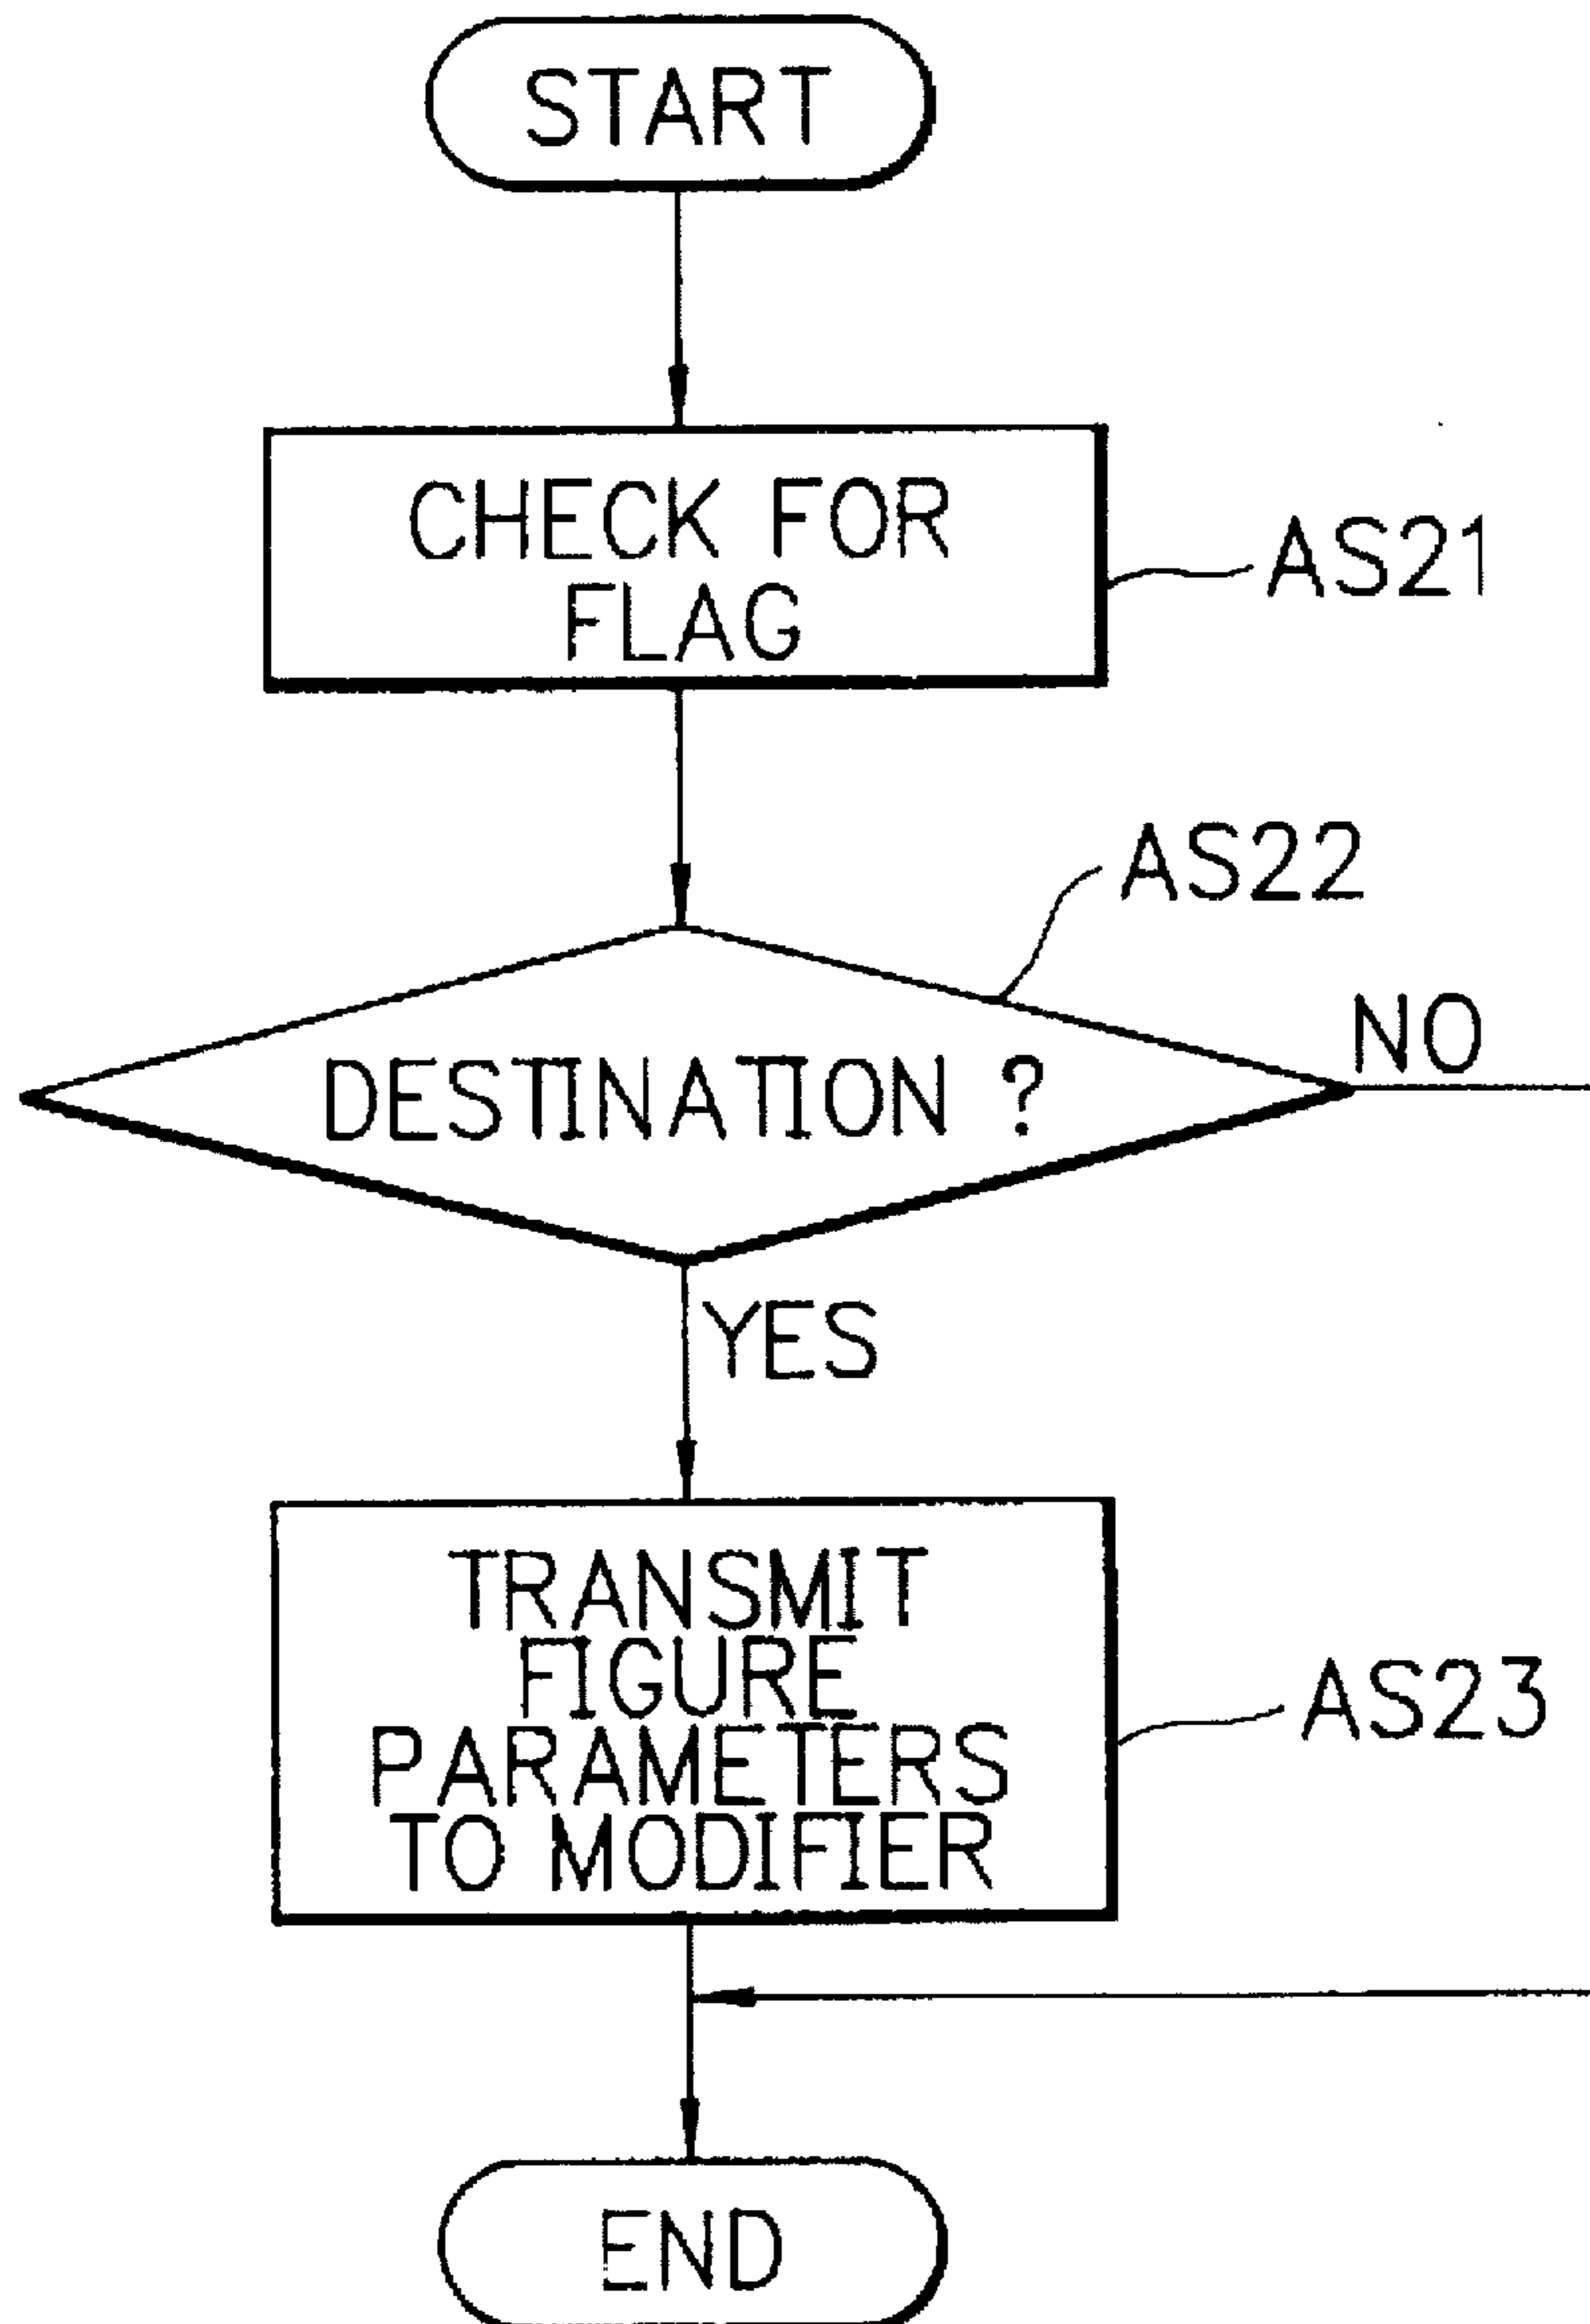 START
CHECK FOR
FLAG
AS21
AS22
DESTINATION ?
NO
YES
TRANSMIT
FIGURE
PARAMETERS
TO MODIFIER
AS23
END